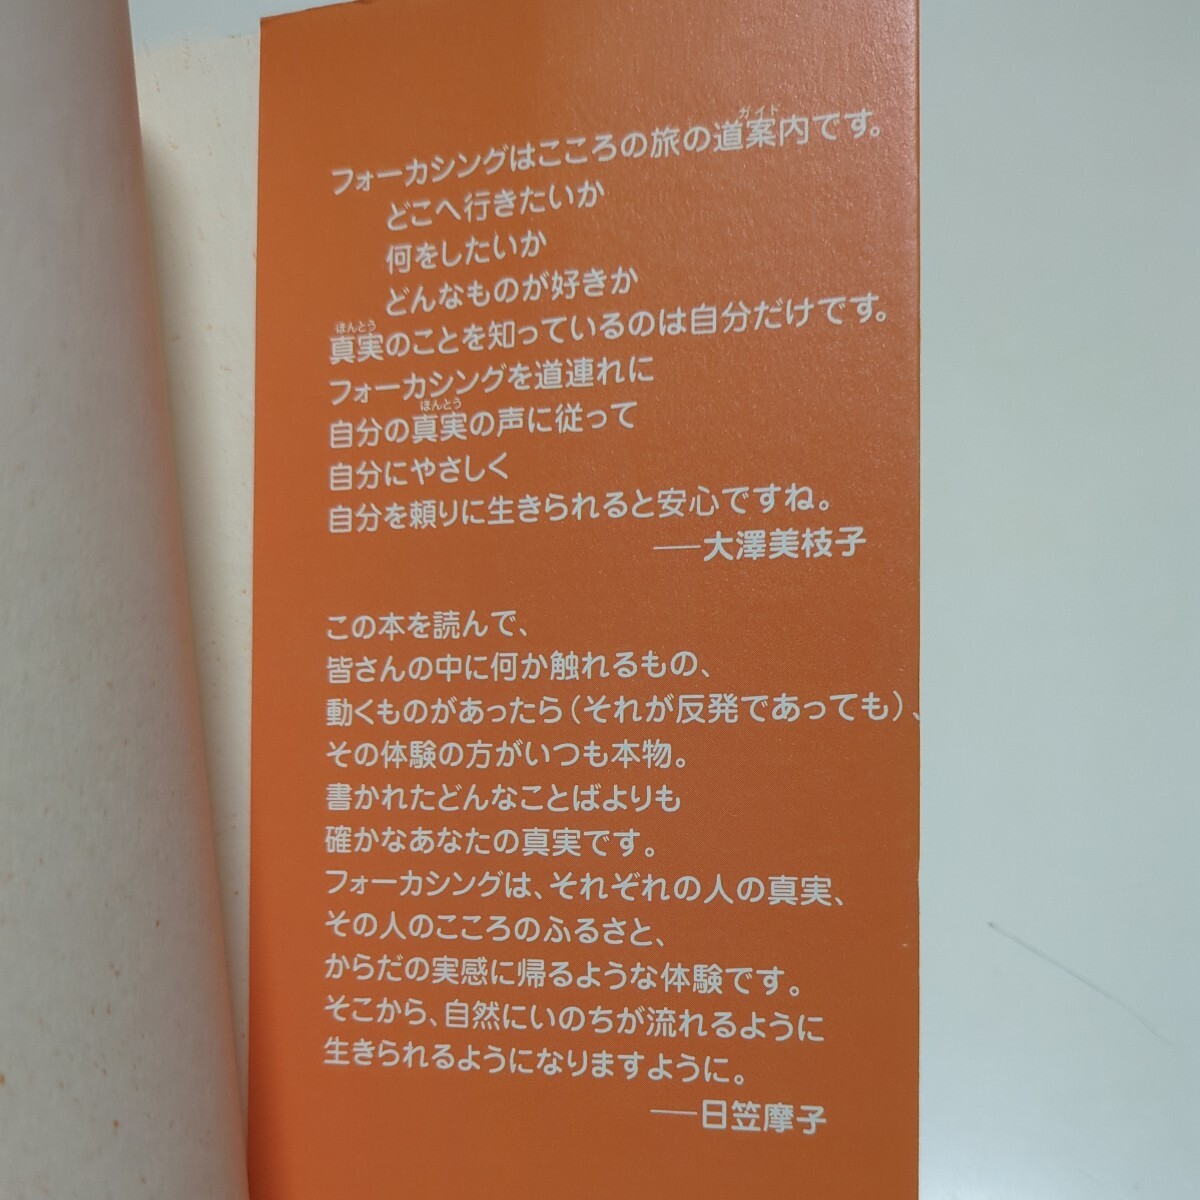 フォーカシングはこころの旅の道案内です。
ガイド
どこへ行きたいか
何をしたいか
どんなものが好きか
ほんとう
真実のことを知っているのは自分だけです。
フォーカシングを道連れに
ほんとう
自分の真実の声に従って
自分にやさしく
自分を頼りに生きられると安心ですね。
──大澤美枝子
この本を読んで、
皆さんの中に何か触れるもの、
動くものがあったら（それが反発であっても）、
その体験の方がいつも本物。
書かれたどんなことばよりも
確かなあなたの真実です。
フォーカシングは、それぞれの人の真実、
その人のこころのふるさと、
からだの実感に帰るような体験です。
そこから、自然にいのちが流れるように
生きられるようになりますように。
──日笠摩子